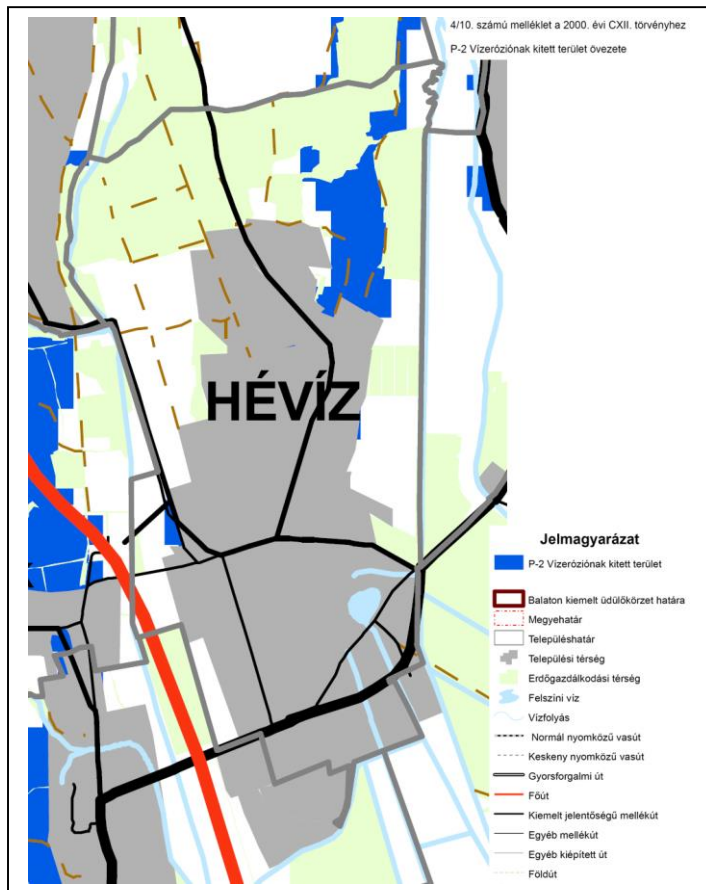 4/10. számú melléklet a 2000. évi CXII. törvényhez
P-2 Vízeróziónak kitett terület övezete
HÉVÍZ
Jelmagyarázat
P-2 Vízeróziónak kitett terület
Balaton kiemelt üdülőkörzet határa
Megyehatár
Településhatár
Települési térség
Erdőgazdálkodási térség
Felszíni víz
Vízfolyás
Normál nyomközű vasút
Keskeny nyomközű vasút
Gyorsforgalmi út
Főút
Kiemelt jelentőségű mellékút
Egyéb mellékút
Egyéb kiépített út
Földút